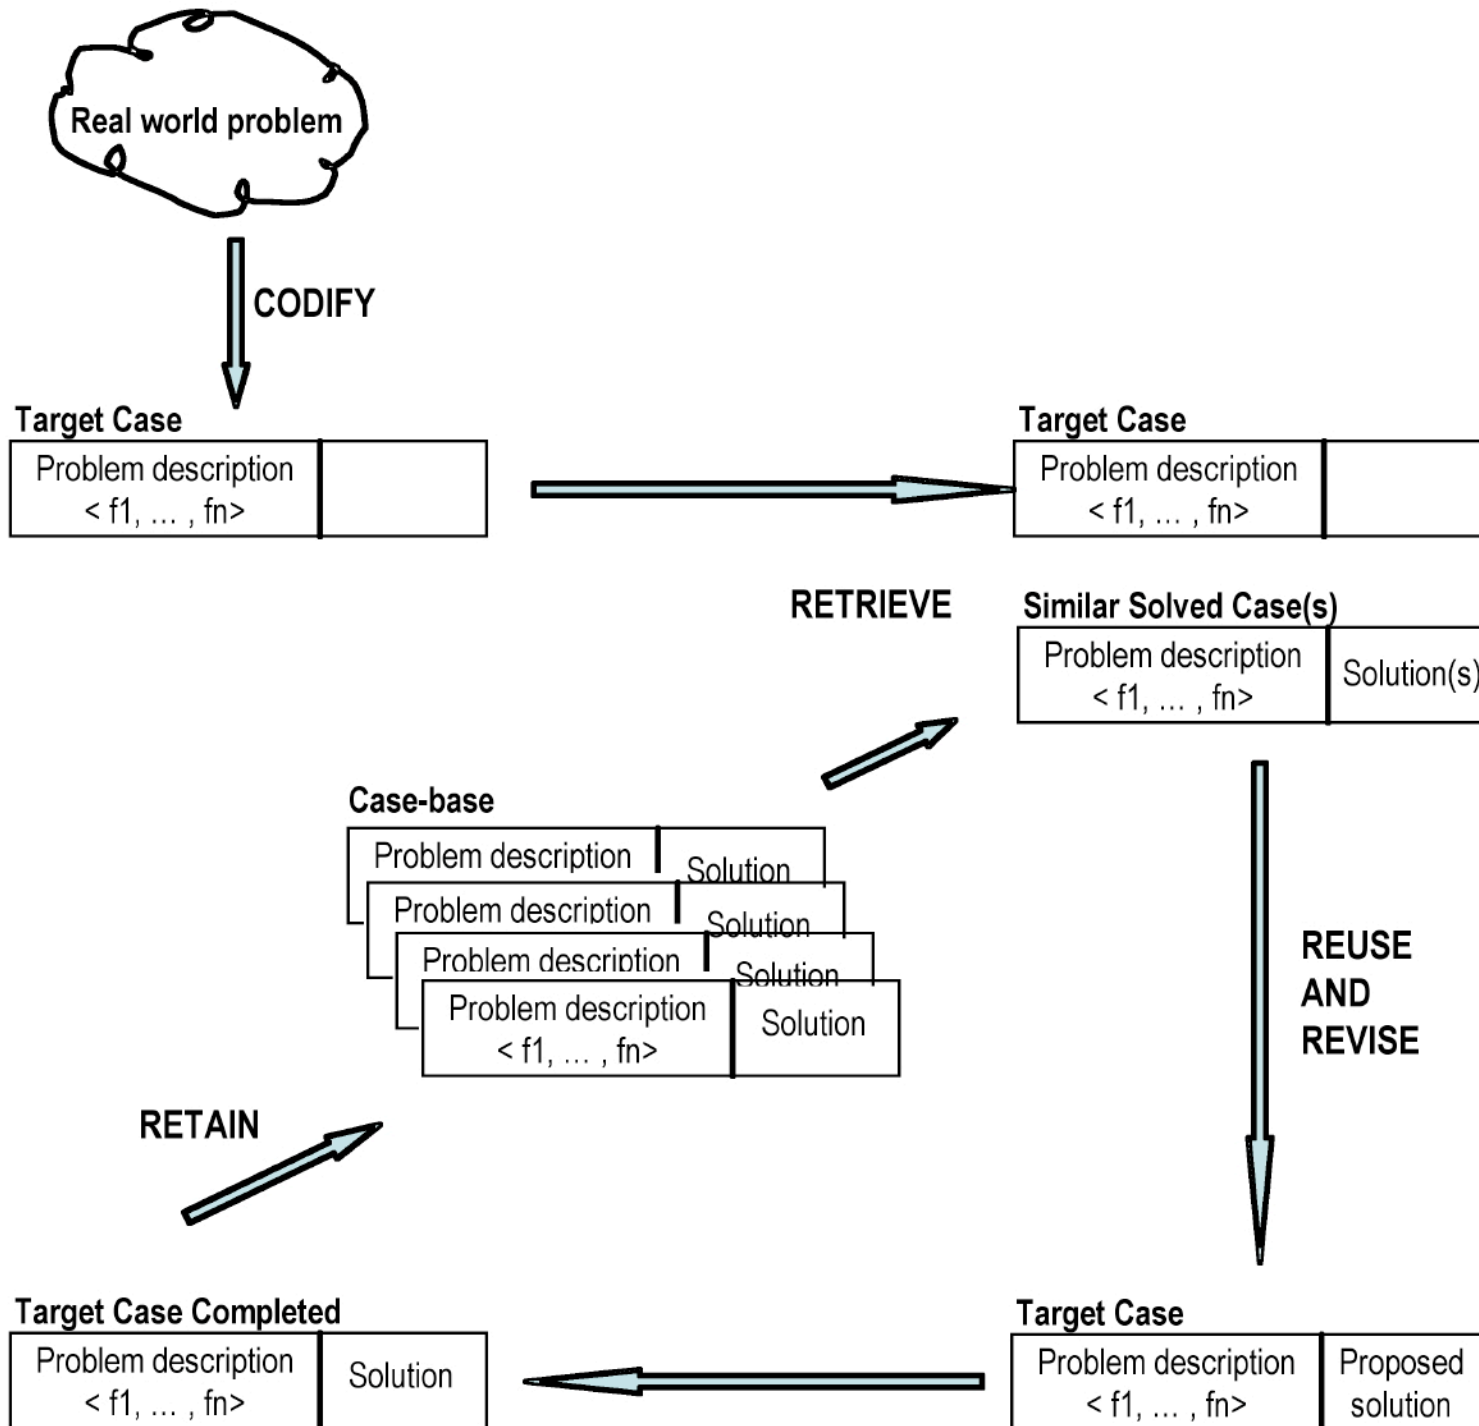 Real world problem
CODIFY
Target Case
Problem description
< f1, ... , fn>
Target Case
Problem description
< f1, ... , fn>
RETRIEVE
Similar Solved Case(s)
Problem description
< f1, ... , fn>
Solution(s)
Case-base
Problem description
Solution
Problem description
Solution
Problem description
Solution
Problem description
< f1, ... , fn>
Solution
REUSE
AND
REVISE
RETAIN
Target Case Completed
Problem description
< f1, ... , fn>
Solution
Target Case
Problem description
< f1, ... , fn>
Proposed
solution